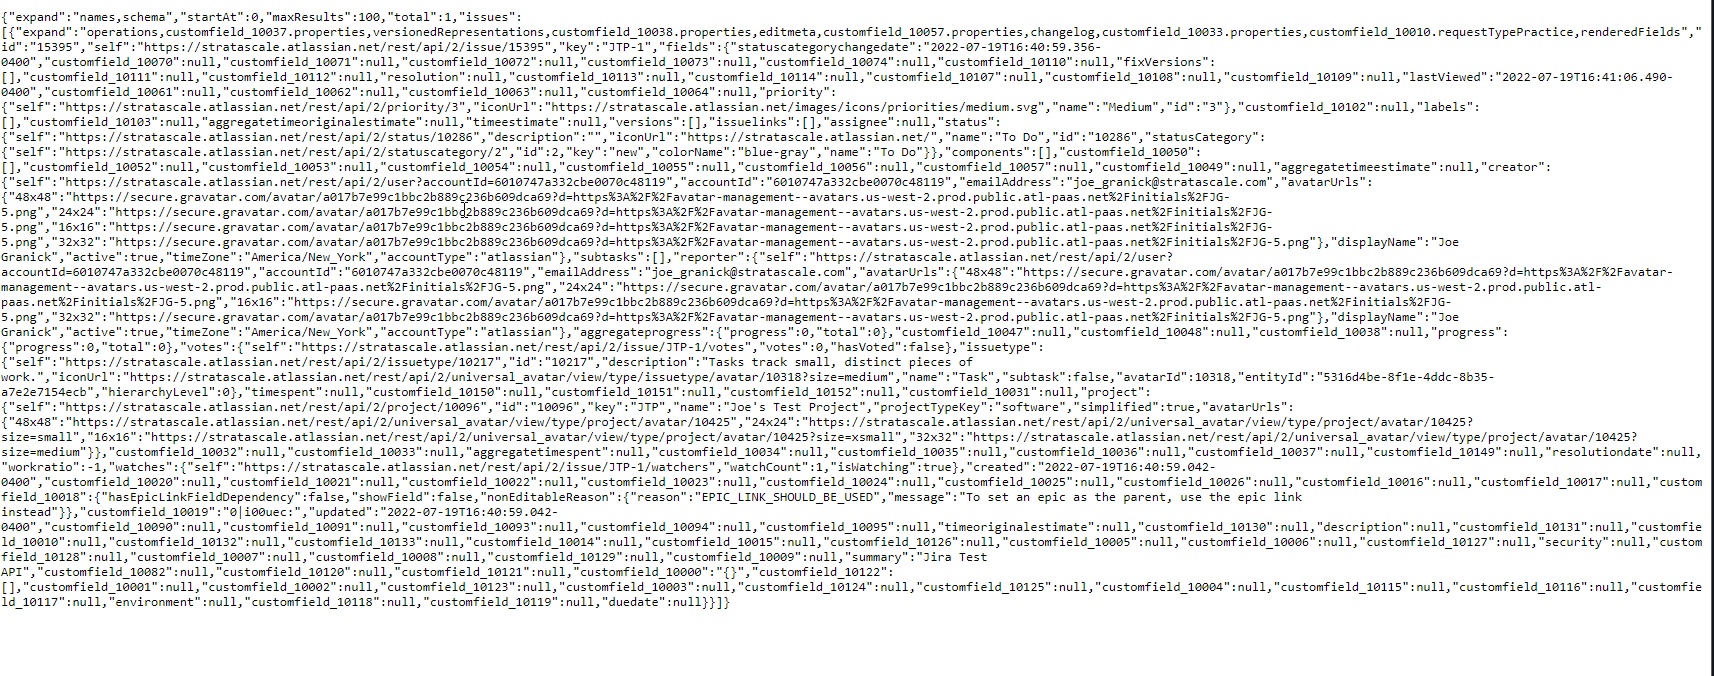 {"expand":"names,schema","startAt":0,"maxResults":100,"total":1,"issues":
[{"expand":"operations,customfield_10037.properties,versionedRepresentations,customfield_10038.properties,editmeta,customfield_10057.properties,changelog,customfield_10033.properties,customfield_10010.requestTypePractice,renderedFields","
id":"15395","self":"https://stratascale.atlassian.net/rest/api/2/issue/15395","key":"JTP-1","fields":{"statuscategorychangedate":"2022-07-19T16:40:59.356-
0400","customfield_10070":null,"customfield_10071":null,"customfield_10072":null,"customfield_10073":null,"customfield_10074":null,"customfield_10110":null,"fixVersions":
[],"customfield_10111":null,"customfield_10112":null,"resolution":null,"customfield_10113":null,"customfield_10114":null,"customfield_10107":null,"customfield_10108":null,"customfield_10109":null,"lastViewed":"2022-07-19T16:41:06.490-
0400","customfield_10061":null,"customfield_10062":null,"customfield_10063":null,"customfield_10064":null,"priority":
{"self":"https://stratascale.atlassian.net/rest/api/2/priority/3","iconUrl":"https://stratascale.atlassian.net/images/icons/priorities/medium.svg","name":"Medium","id":"3"},"customfield_10102":null,"labels":
[],"customfield_10103":null,"aggregatetimeoriginalestimate":null,"timeestimate":null,"versions":[],"issuelinks":[],"assignee":null,"status":
{"self":"https://stratascale.atlassian.net/rest/api/2/status/10286","description":"","iconUrl":"https://stratascale.atlassian.net/","name":"To Do","id":"10286","statusCategory":
{"self":"https://stratascale.atlassian.net/rest/api/2/statuscategory/2","id":2,"key":"new","colorName":"blue-gray","name":"To Do"}},"components":[],"customfield_10050":
[],"customfield_10052":null,"customfield_10053":null,"customfield_10054":null,"customfield_10055":null,"customfield_10056":null,"customfield_10057":null,"customfield_10049":null,"aggregatetimeestimate":null,"creator":
{"self":"https://stratascale.atlassian.net/rest/api/2/user?accountId=6010747a332cbe0070c48119","accountId":"6010747a332cbe0070c48119","emailAddress":"joe_granick@stratascale.com","avatarUrls":
{"48x48":"https://secure.gravatar.com/avatar/a017b7e99c1bbc2b889c236b609dca69?d=https%3A%2F%2Favatar-management--avatars.us-west-2.prod.public.atl-paas.net%2Finitials%2FJG-
5.png","24x24":"https://secure.gravatar.com/avatar/a017b7e99c1bbc2b889c236b609dca69?d=https%3A%2F%2Favatar-management--avatars.us-west-2.prod.public.atl-paas.net%2Finitials%2FJG-
5.png","16x16":"https://secure.gravatar.com/avatar/a017b7e99c1bbc2b889c236b609dca69?d=https%3A%2F%2Favatar-management--avatars.us-west-2.prod.public.atl-paas.net%2Finitials%2FJG-
5.png","32x32":"https://secure.gravatar.com/avatar/a017b7e99c1bbc2b889c236b609dca69?d=https%3A%2F%2Favatar-management--avatars.us-west-2.prod.public.atl-paas.net%2Finitials%2FJG-5.png"},"displayName":"Joe
Granick","active":true,"timeZone":"America/New_York","accountType":"atlassian"},"subtasks":[],"reporter":{"self":"https://stratascale.atlassian.net/rest/api/2/user?
accountId=6010747a332cbe0070c48119","accountId":"6010747a332cbe0070c48119","emailAddress":"joe_granick@stratascale.com","avatarUrls":{"48x48":"https://secure.gravatar.com/avatar/a017b7e99c1bbc2b889c236b609dca69?d=https%3A%2F%2Favatar-
management--avatars.us-west-2.prod.public.atl-paas.net%2Finitials%2FJG-5.png","24x24":"https://secure.gravatar.com/avatar/a017b7e99c1bbc2b889c236b609dca69?d=https%3A%2F%2Favatar-management--avatars.us-west-2.prod.public.atl-
paas.net%2Finitials%2FJG-5.png","16x16":"https://secure.gravatar.com/avatar/a017b7e99c1bbc2b889c236b609dca69?d=https%3A%2F%2Favatar-management--avatars.us-west-2.prod.public.atl-paas.net%2Finitials%2FJG-
5.png","32x32":"https://secure.gravatar.com/avatar/a017b7e99c1bbc2b889c236b609dca69?d=https%3A%2F%2Favatar-management--avatars.us-west-2.prod.public.atl-paas.net%2Finitials%2FJG-5.png"},"displayName":"Joe
Granick","active":true,"timeZone":"America/New_York","accountType":"atlassian"},"aggregateprogress":{"progress":0,"total":0},"customfield_10047":null,"customfield_10048":null,"customfield_10038":null,"progress":
{"progress":0,"total":0},"votes":{"self":"https://stratascale.atlassian.net/rest/api/2/issue/JTP-1/votes","votes":0,"hasVoted":false},"issuetype":
{"self":"https://stratascale.atlassian.net/rest/api/2/issuetype/10217","id":"10217","description":"Tasks track small, distinct pieces of
work.","iconUrl":"https://stratascale.atlassian.net/rest/api/2/universal_avatar/view/type/issuetype/avatar/10318?size=medium","name":"Task","subtask":false,"avatarId":10318,"entityId":"5316d4be-8f1e-4ddc-8b35-
a7e2e7154ecb","hierarchyLevel":0},"timespent":null,"customfield_10150":null,"customfield_10151":null,"customfield_10152":null,"customfield_10031":null,"project":
{"self":"https://stratascale.atlassian.net/rest/api/2/project/10096","id":"10096","key":"JTP","name":"Joe's Test Project","projectTypeKey":"software","simplified":true,"avatarUrls":
{"48x48":"https://stratascale.atlassian.net/rest/api/2/universal_avatar/view/type/project/avatar/10425","24x24":"https://stratascale.atlassian.net/rest/api/2/universal_avatar/view/type/project/avatar/10425?
size=small","16x16":"https://stratascale.atlassian.net/rest/api/2/universal_avatar/view/type/project/avatar/10425?size=xsmall","32x32":"https://stratascale.atlassian.net/rest/api/2/universal_avatar/view/type/project/avatar/10425?
size=medium"}},"customfield_10032":null,"customfield_10033":null,"aggregatetimespent":null,"customfield_10034":null,"customfield_10035":null,"customfield_10036":null,"customfield_10037":null,"customfield_10149":null,"resolutiondate":null,
"workratio":-1,"watches":{"self":"https://stratascale.atlassian.net/rest/api/2/issue/JTP-1/watchers","watchCount":1,"isWatching":true},"created":"2022-07-19T16:40:59.042-
0400","customfield_10020":null,"customfield_10021":null,"customfield_10022":null,"customfield_10023":null,"customfield_10024":null,"customfield_10025":null,"customfield_10026":null,"customfield_10016":null,"customfield_10017":null,"custom
field_10018":{"hasEpicLinkFieldDependency":false,"showField":false,"nonEditableReason":{"reason":"EPIC_LINK_SHOULD_BE_USED","message":"To set an epic as the parent, use the epic link
instead"}},"customfield_10019":"0|i00uec:","updated":"2022-07-19T16:40:59.042-
0400","customfield_10090":null,"customfield_10091":null,"customfield_10093":null,"customfield_10094":null,"customfield_10095":null,"timeoriginalestimate":null,"customfield_10130":null,"description":null,"customfield_10131":null,"customfie
ld_10010":null,"customfield_10132":null,"customfield_10133":null,"customfield_10014":null,"customfield_10015":null,"customfield_10126":null,"customfield_10005":null,"customfield_10006":null,"customfield_10127":null,"security":null,"custom
field_10128":null,"customfield_10007":null,"customfield_10008":null,"customfield_10129":null,"customfield_10009":null,"summary":"Jira Test
API","customfield_10082":null,"customfield_10120":null,"customfield_10121":null,"customfield_10000":"{}","customfield_10122":
[],"customfield_10001":null,"customfield_10002":null,"customfield_10123":null,"customfield_10003":null,"customfield_10124":null,"customfield_10125":null,"customfield_10004":null,"customfield_10115":null,"customfield_10116":null,"customfie
ld_10117":null,"environment":null,"customfield_10118":null,"customfield_10119":null,"duedate":null}}]}